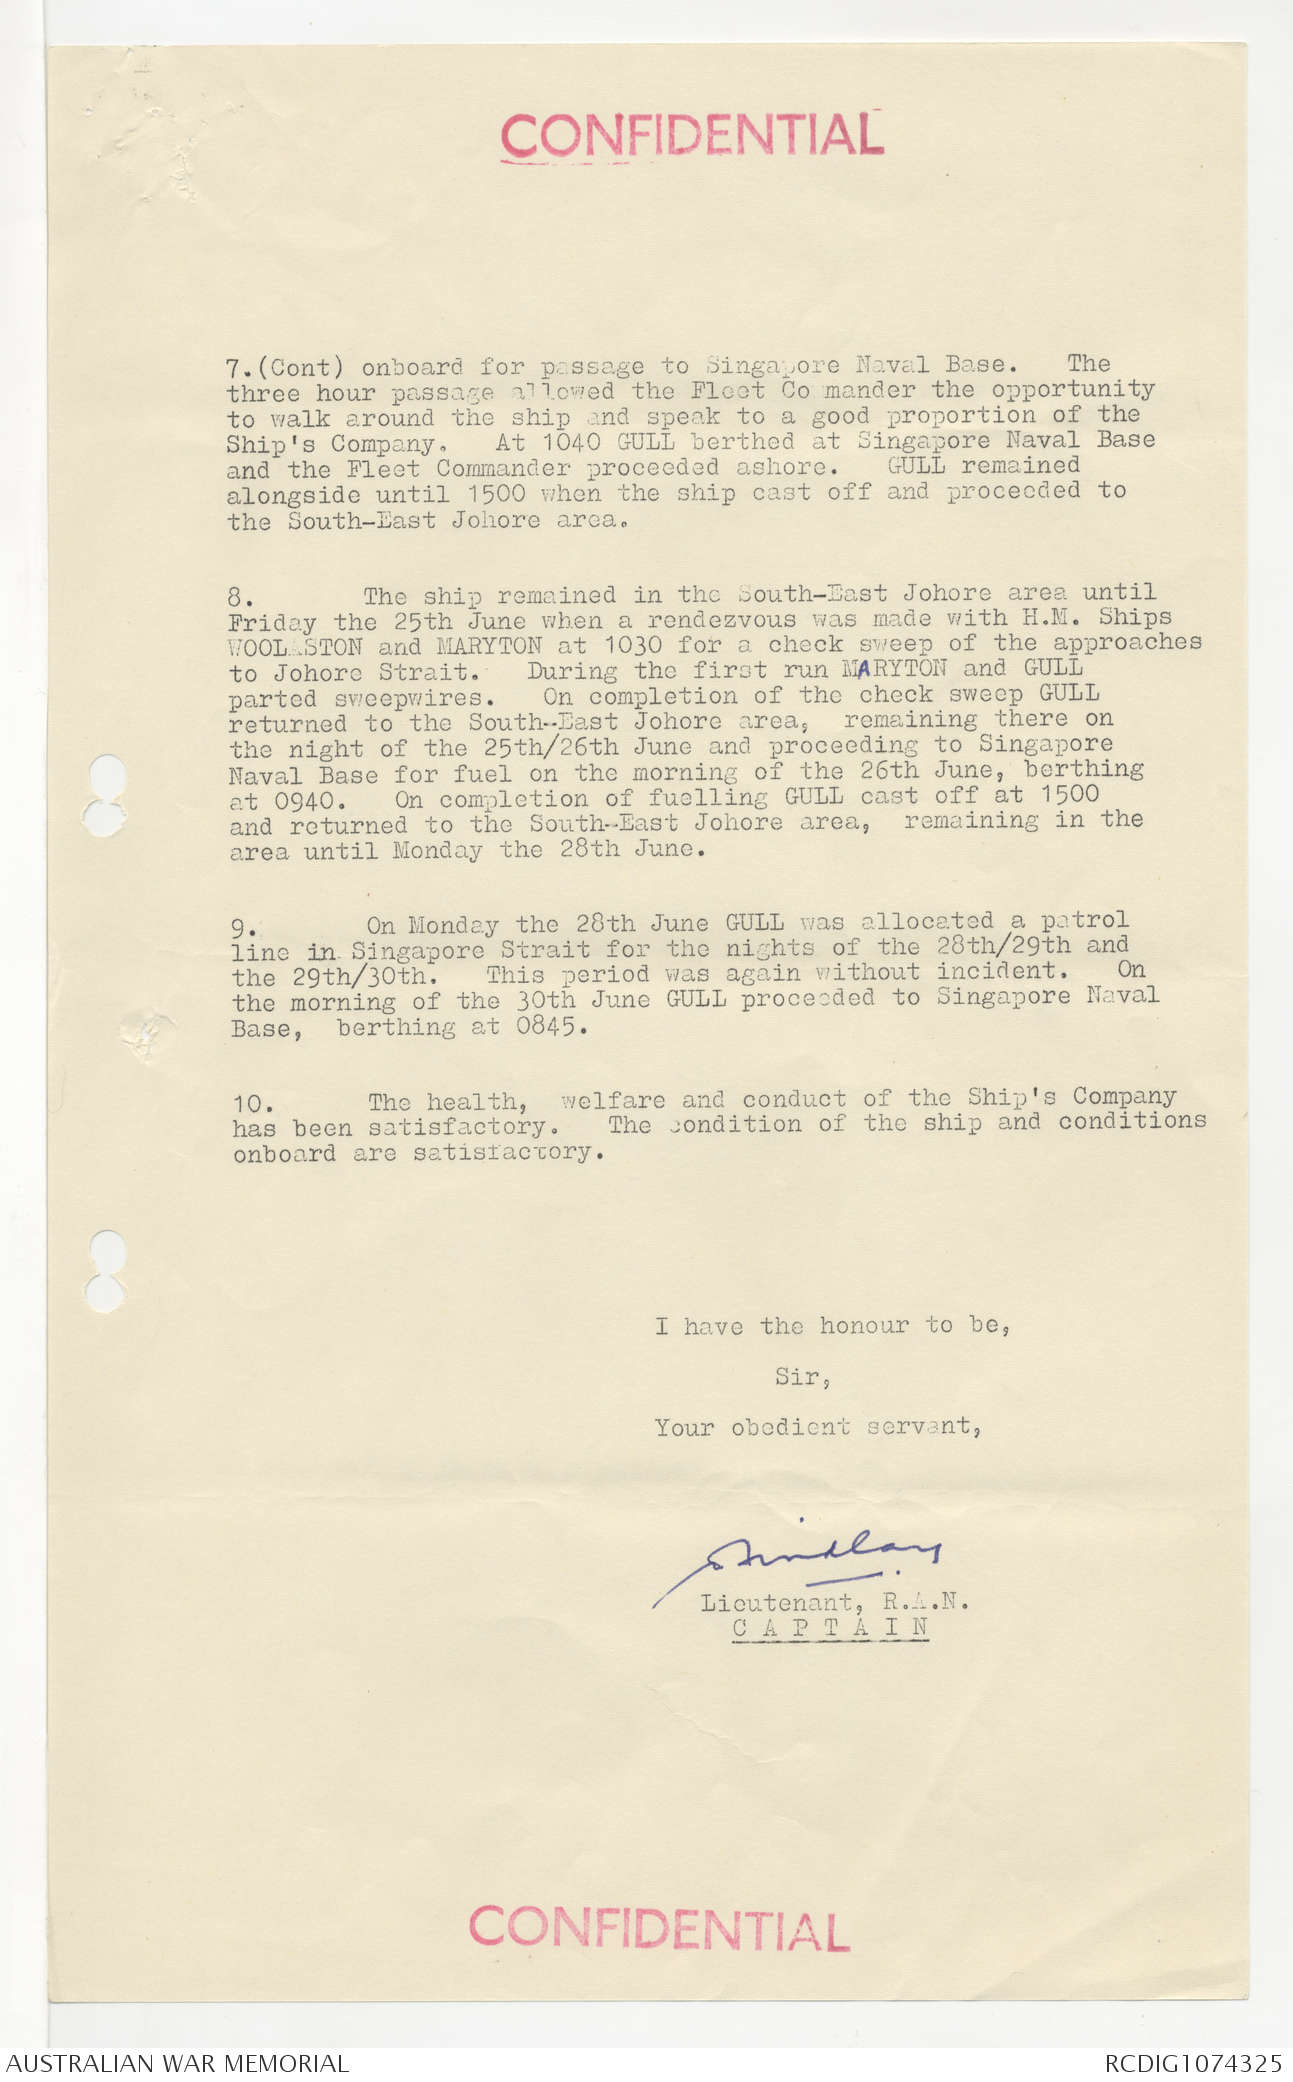 CONFIDENTIAL
7.(Cont) onboard for passage to Singapore Naval Base. The
three hour passage allowed the Fleet Commander the opportunity
to walk around the ship and speak to a good proportion of the
Ship's Company. At 1040 GULL berthed at Singapore Naval Base
and the Fleet Commander proceeded ashore. GULL remained
alongside until 1500 when the ship cast off and proceeded to
the South-East Johore area.
8. The ship remained in the South-East Johore area until
Friday the 25th June when a rendezvous was made with H.M. Ships
WOOLASTON and MARYTON at 1030 for a check sweep of the approaches
to Johore Strait. During the first run MARYTON and GULL
parted sweepwires. On completion of the check sweep GULL
returned to the South--East Johore area, remaining there on
the night of the 25th/26th June and proceeding to Singapore
Naval Base for fuel on the morning of the 26th June, berthing
at 0940. On completion of fuelling GULL cast off at 1500
and returned to the South--East Johore area, remaining in the
area until Monday the 28th June.
9. On Monday the 28th June GULL was allocated a patrol
line in Singapore Strait for the nights of the 28th/29th and
the 29th/30th. This period was again without incident. On
the morning of the 30th June GULL proceeded to Singapore Naval
Base, berthing at 0845.
10. The health, welfare and conduct of the Ship's Company
has been satisfactory. The condition of the ship and conditions
onboard are satisfactory.
I have the honour to be,
Sir,
Your obedient servant,
Lieutenant, R.A.N.
C A P T A I N
CONFIDENTIAL
AUSTRALIAN WAR MEMORIAL
RCDIG1074325